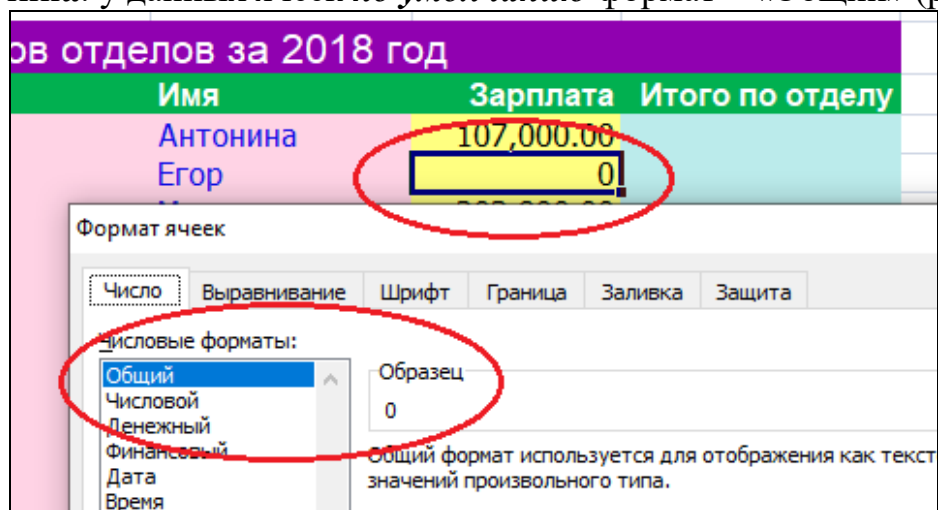 ов отделов за 2018 год
Имя Зарплата Итого по отделу
Антонина 107,000.00
Егор 0
Формат ячеек
Число Выравнивание Шрифт Граница Заливка Защита
Числовые форматы:
Общий
Образец
Числовой
0
Денежный
Финансовый
Общий формат используется для отображения как текст
Дата
значений произвольного типа.
Время